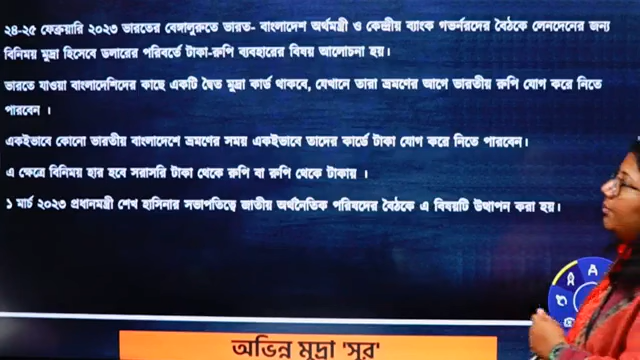 ২৪-২৫ ফেব্রুয়ারি ২০২৩ ভারতের বেঙ্গালুরুতে ভারত- বাংলাদেশ অর্থমন্ত্রী ও কেন্দ্রীয় ব্যাংক গভর্নরদের বৈঠকে লেনদেনের জন্য
বিনিময় মুদ্রা হিসেবে ডলারের পরিবর্তে টাকা-রুপি ব্যবহারের বিষয় আলোচনা হয়।
ভারতে যাওয়া বাংলাদেশিদের কাছে একটি দ্বৈত মুদ্রা কার্ড থাকবে, যেখানে তারা ভ্রমণের আগে ভারতীয় রুপি যোগ করে নিতে
পারবেন ।
একইভাবে কোনো ভারতীয় বাংলাদেশে ভ্রমণের সময় একইভাবে তাদের কার্ডে টাকা যোগ করে নিতে পারবেন।
এ ক্ষেত্রে বিনিময় হার হবে সরাসরি টাকা থেকে রুপি বা রুপি থেকে টাকায় ।
১ মার্চ ২০২৩ প্রধানমন্ত্রী শেখ হাসিনার সভাপতিত্বে জাতীয় অর্থনৈতিক পরিষদের বৈঠকে এ বিষয়টি উত্থাপন করা হয়।
অভিন্ন মুদ্রা 'সুর'